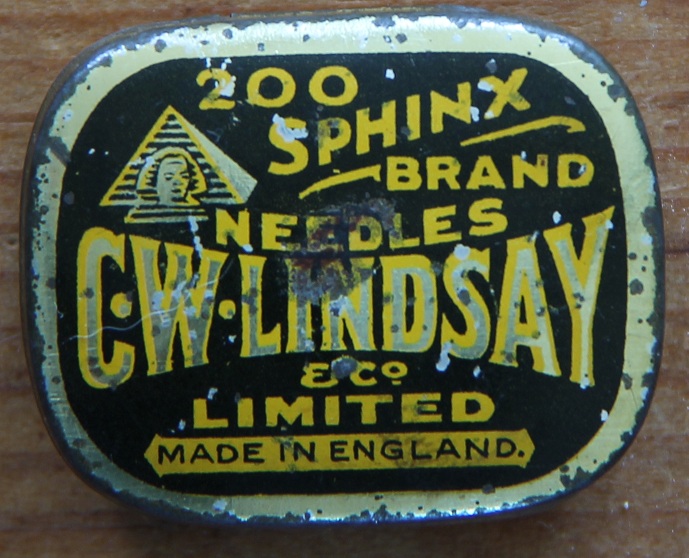 200
SPHINX
BRAND
NEEDLES
C·W·LINDSAY
& Co
LIMITED
MADE IN ENGLAND.